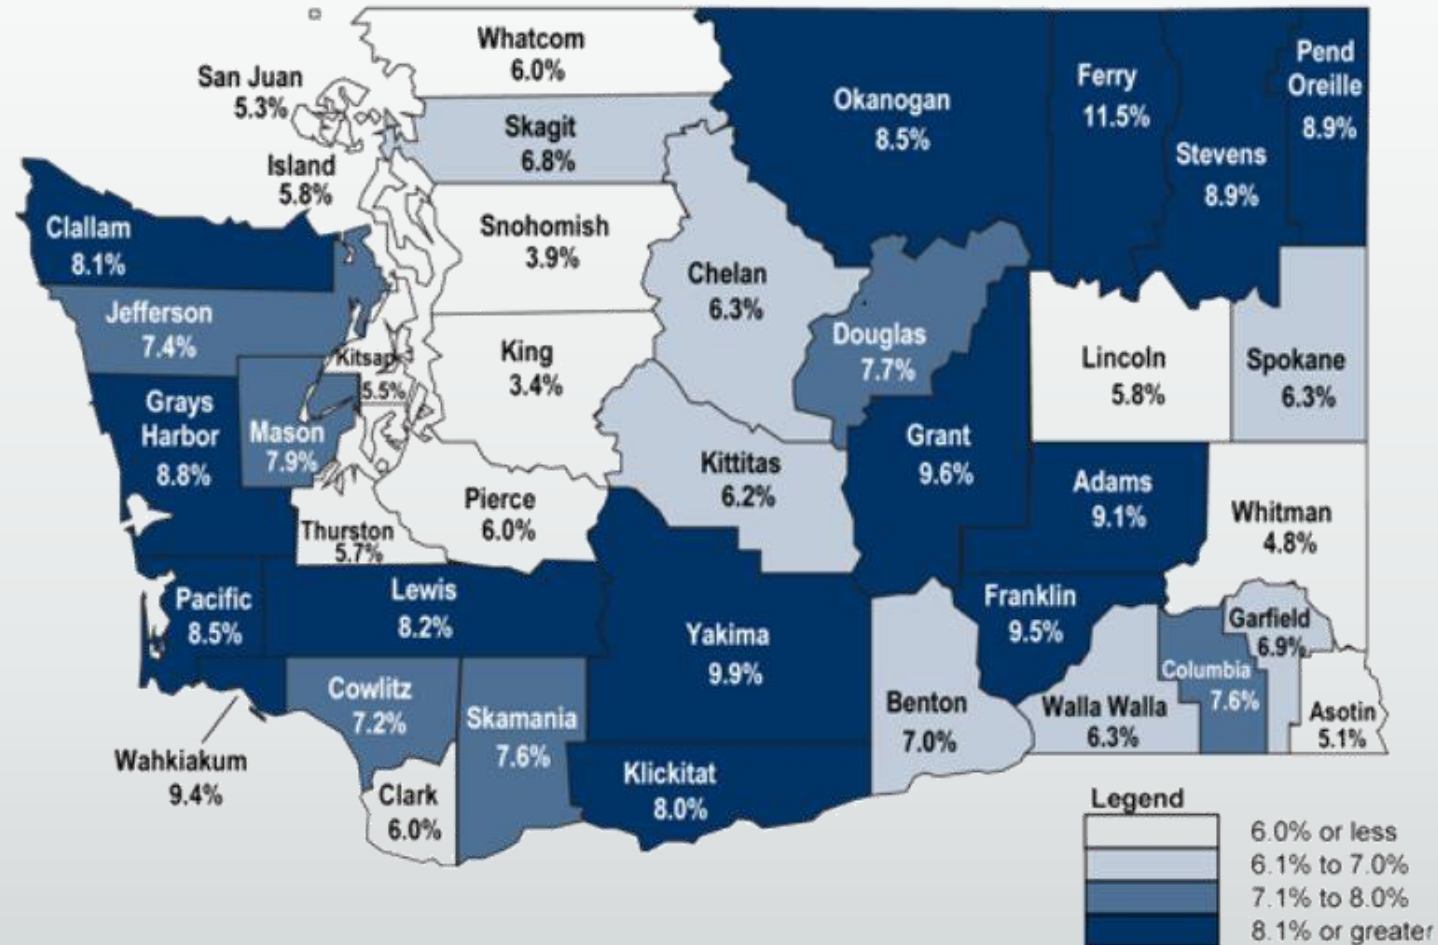 Whatcom
6.0%
San Juan
5.3%
Skagit
6.8%
Island
5.8%
Okanogan
8.5%
Ferry
11.5%
Stevens
8.9%
Pend
Oreille
8.9%
Clallam
8.1%
Snohomish
3.9%
Chelan
6.3%
Jefferson
7.4%
Douglas
7.7%
Kitsap
5.5%
King
3.4%
Lincoln
5.8%
Spokane
6.3%
Grays
Harbor
8.8%
Mason
7.9%
Grant
9.6%
Kittitas
6.2%
Adams
9.1%
Pierce
6.0%
Thurston
5.7%
Whitman
4.8%
Pacific
8.5%
Lewis
8.2%
Yakima
9.9%
Franklin
9.5%
Garfield
6.9%
Columbia
7.6%
Cowlitz
7.2%
Skamania
7.6%
Benton
7.0%
Walla Walla
6.3%
Asotin
5.1%
Wahkiakum
9.4%
Clark
6.0%
Klickitat
8.0%
Legend
6.0% or less
6.1% to 7.0%
7.1% to 8.0%
8.1% or greater